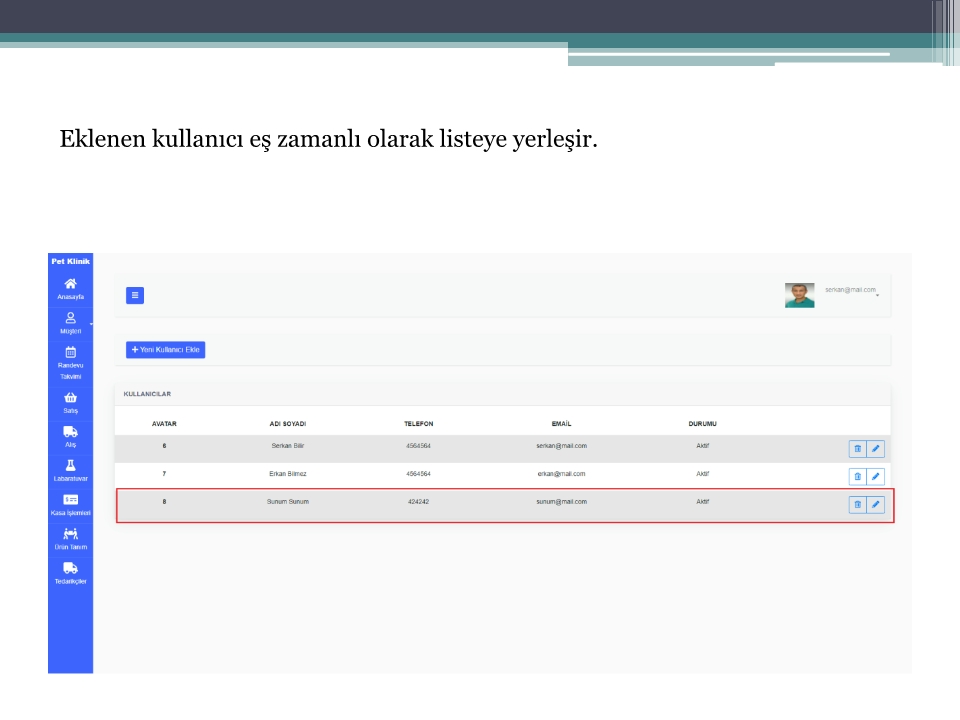 Eklenen kullanıcı eş zamanlı olarak listeye yerleşir.
Pet Klinik
Anasayfa
Müşteri
Randevu
Takvimi
Satış
Alış
Labaratuvar
Kasa İşlemleri
Ürün Tanım
Tedarikçiler
serkan@mail.com
+ Yeni Kullanıcı Ekle
KULLANICILAR
AVATAR ADI SOYADI TELEFON EMAİL DURUMU
6 Serkan Bilir 4564564 serkan@mail.com Aktif
7 Erkan Bilmez 4564564 erkan@mail.com Aktif
8 Sunum Sunum 424242 sunum@mail.com Aktif